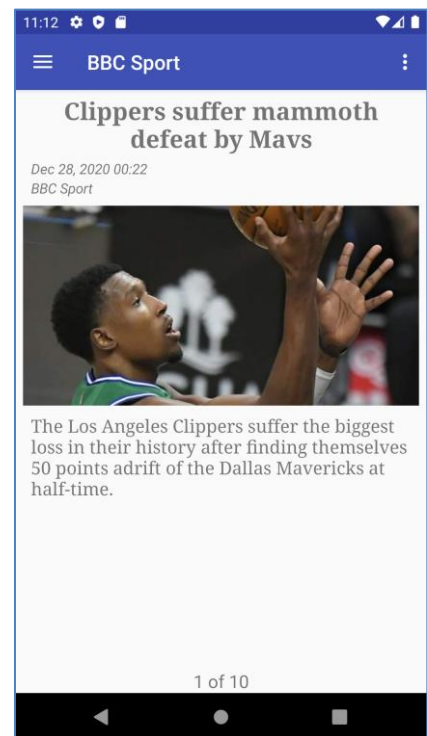 11:12
BBC Sport
Clippers suffer mammoth
defeat by Mavs
Dec 28, 2020 00:22
BBC Sport
The Los Angeles Clippers suffer the biggest
loss in their history after finding themselves
50 points adrift of the Dallas Mavericks at
half-time.
1 of 10